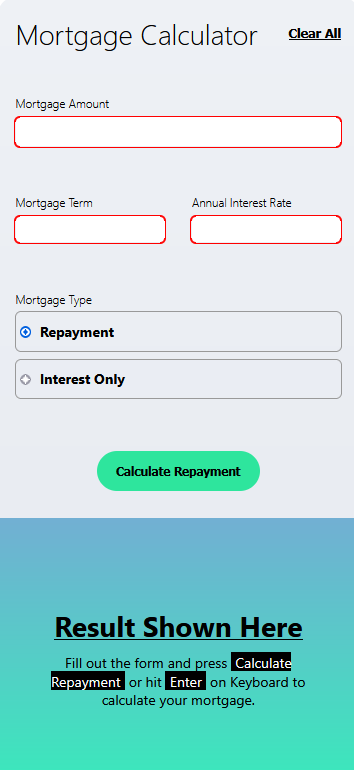 Mortgage Calculator
Clear All
Mortgage Amount
Mortgage Term
Annual Interest Rate
Mortgage Type
Repayment
Interest Only
Calculate Repayment
Result Shown Here
Fill out the form and press Calculate
Repayment or hit Enter on Keyboard to
calculate your mortgage.